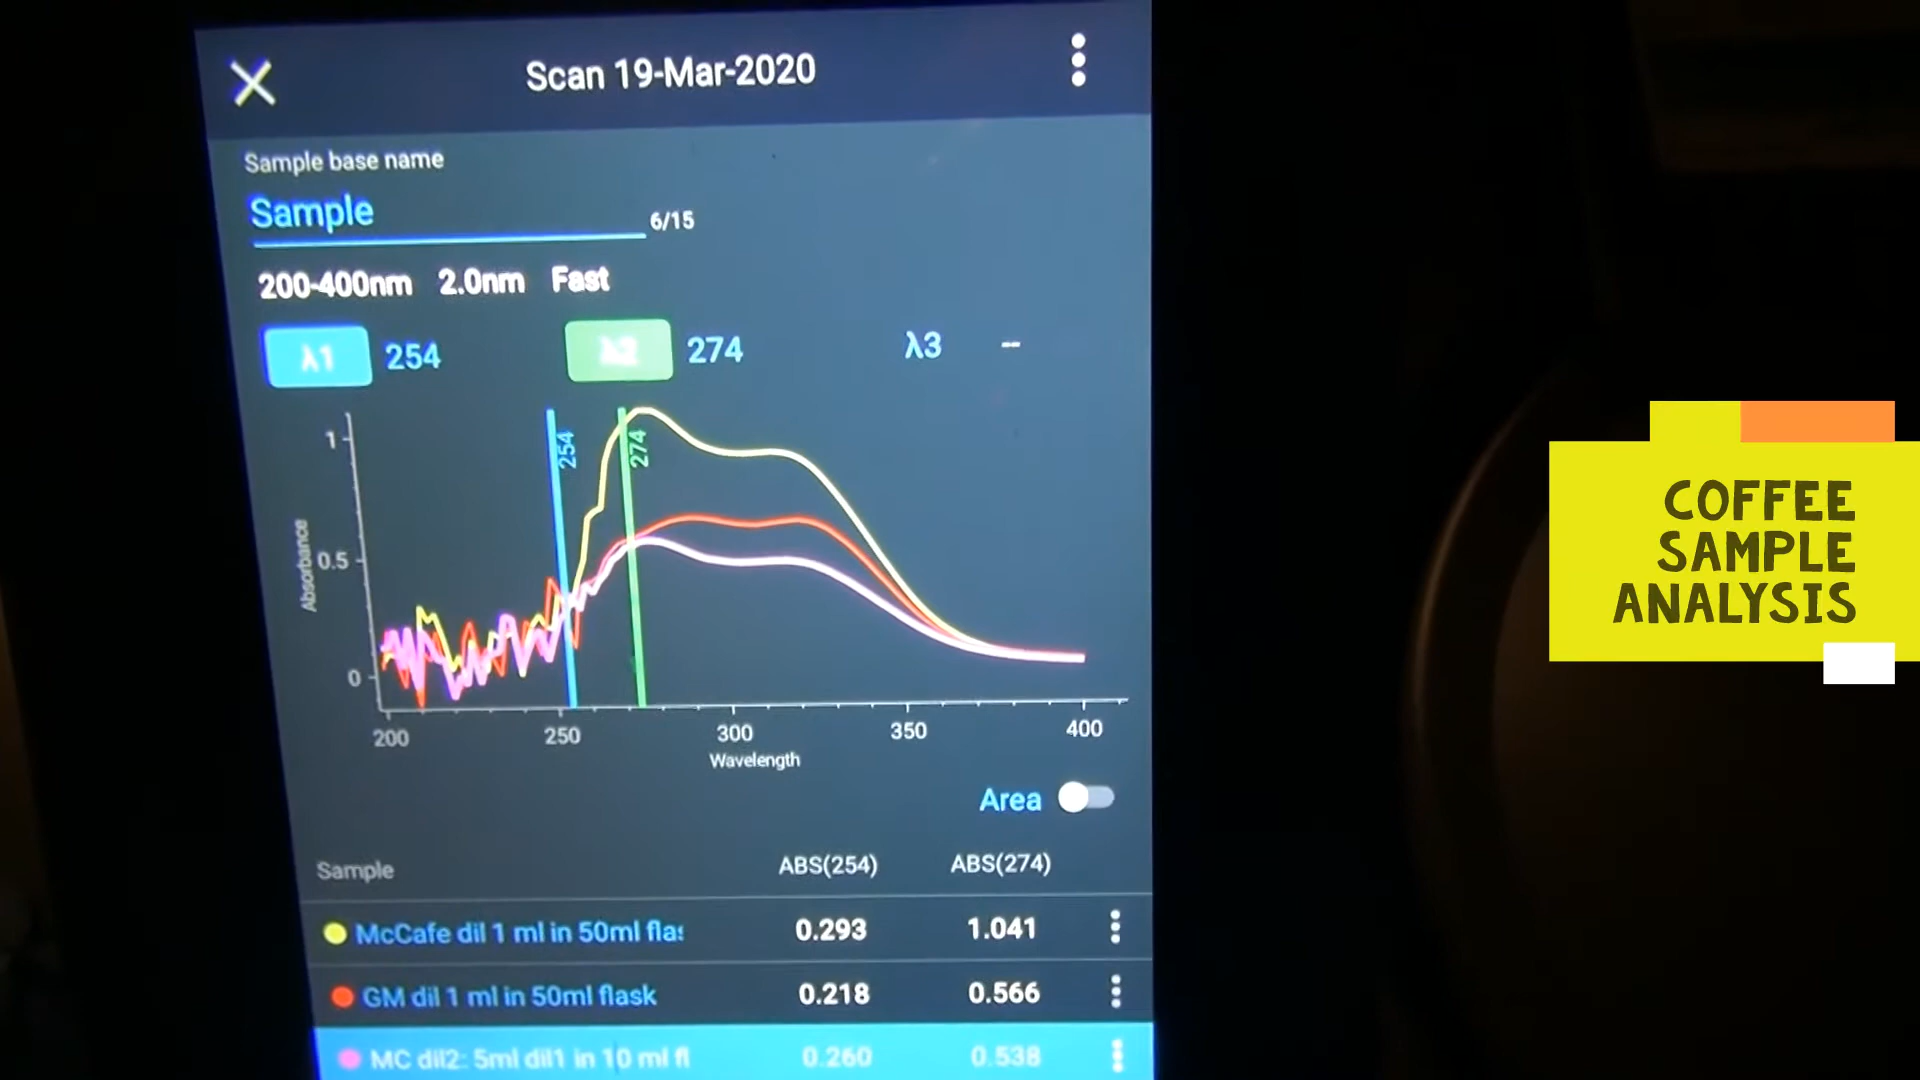 Scan 19-Mar-2020
Sample base name
Sample
6/15
200-400nm 2.0nm Fast
λ1 254 λ2 274 λ3 --
254
274
1
0.5
0
Absorbance
200 250 300 350 400
Wavelength
Area
Sample ABS(254) ABS(274)
McCafe dil 1 ml in 50ml flas 0.293 1.041
GM dil 1 ml in 50ml flask 0.218 0.566
MC dil2: 5ml dil1 in 10 ml fl 0.260 0.538
COFFEE
SAMPLE
ANALYSIS